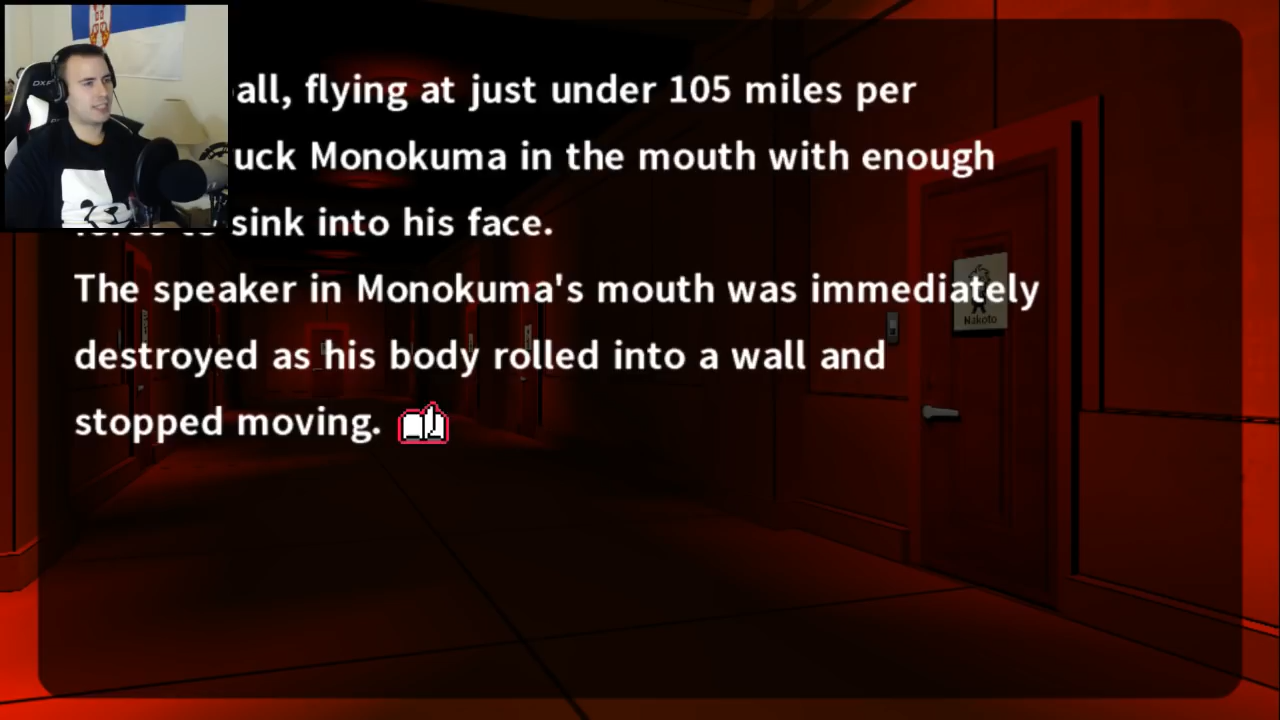 all, flying at just under 105 miles per
uck Monokuma in the mouth with enough
sink into his face.
The speaker in Monokuma's mouth was immediately
destroyed as his body rolled into a wall and
stopped moving.
Nakoto